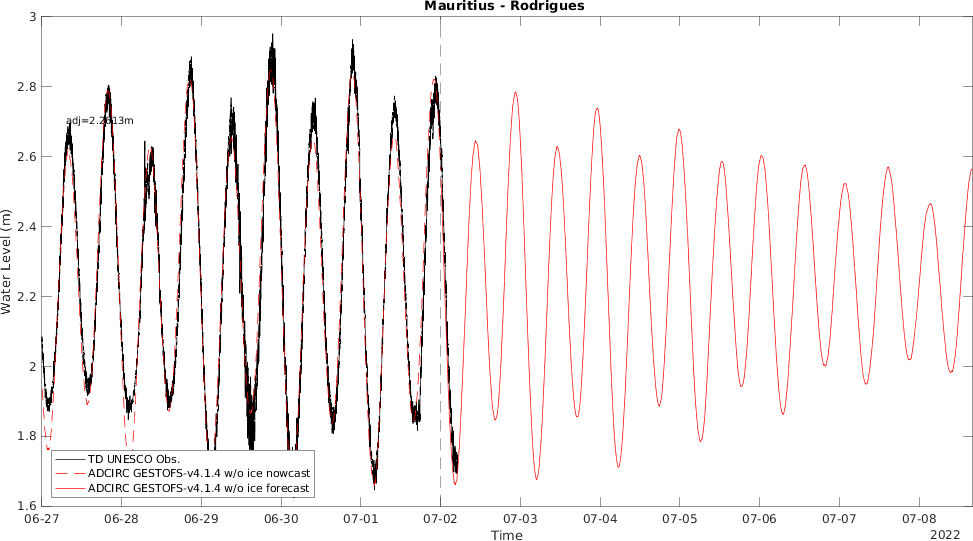 Mauritius - Rodrigues
3
2.8
2.6
2.4
2.2
2
1.8
1.6
Water Level (m)
adj=2.2613m
TD UNESCO Obs.
ADCIRC GESTOFS-v4.1.4 w/o ice nowcast
ADCIRC GESTOFS-v4.1.4 w/o ice forecast
06-27 06-28 06-29 06-30 07-01 07-02 07-03 07-04 07-05 07-06 07-07 07-08
2022
Time